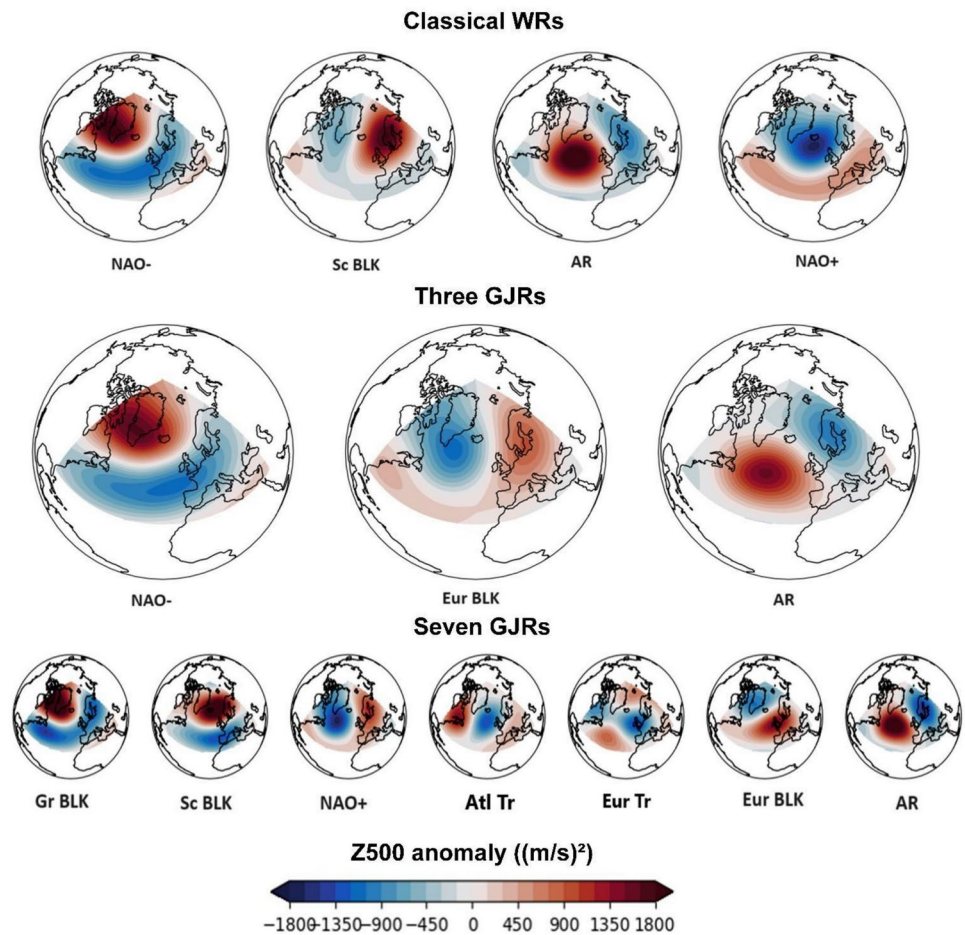 Classical WRs
NAO- Sc BLK AR NAO+
Three GJRs
NAO- Eur BLK AR
Seven GJRs
Gr BLK Sc BLK NAO+ Atl Tr Eur Tr Eur BLK AR
Z500 anomaly ((m/s)²)
−1800 −1350 −900 −450 0 450 900 1350 1800